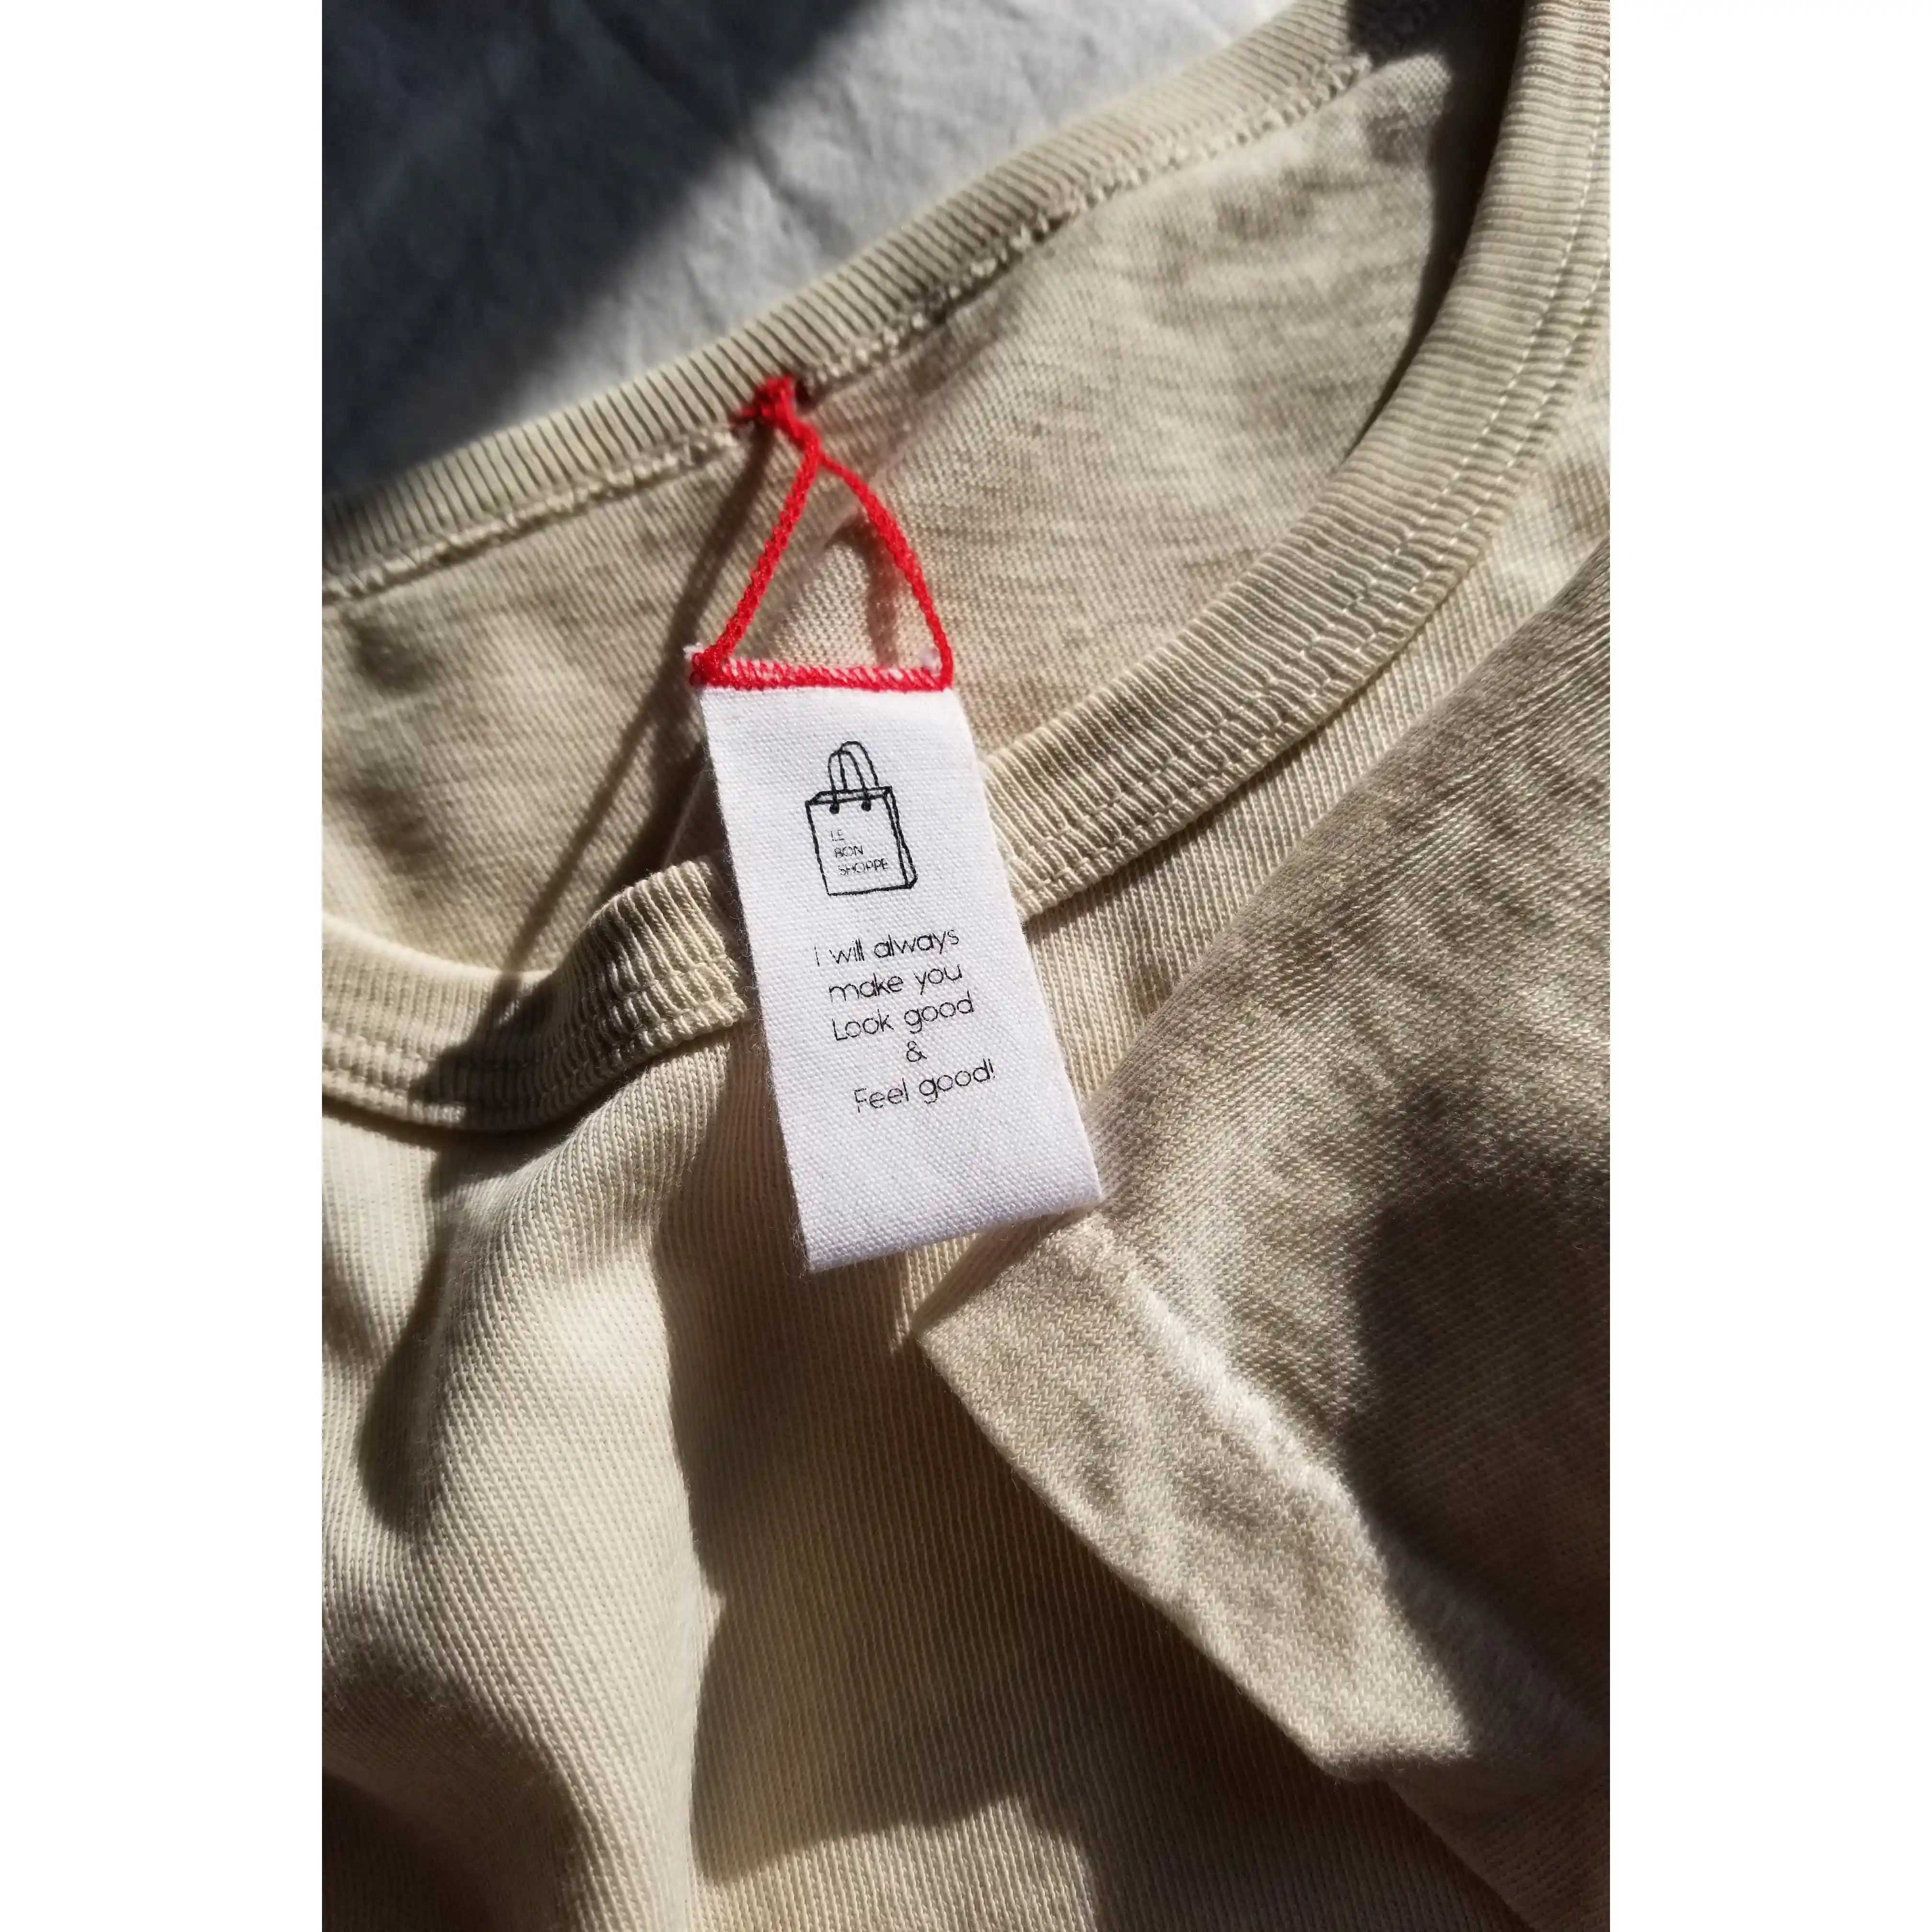 LE
BON
SHOPPE
I will always
make you
Look good
&
Feel good!